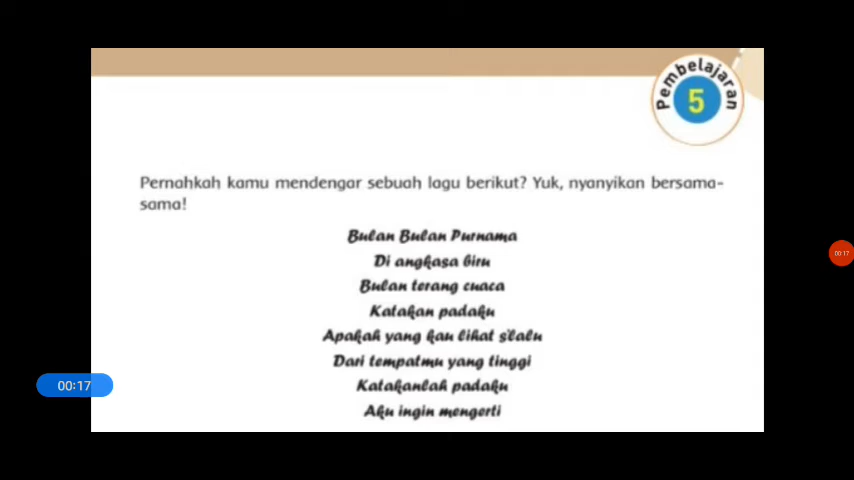 Pembelajaran
5
Pernahkah kamu mendengar sebuah lagu berikut? Yuk, nyanyikan bersama-
sama!
Bulan Bulan Purnama
Di angkasa biru
Bulan terang cuaca
Katakan padaku
00:17
Apakah yang kau lihat s'lalu
Dari tempatmu yang tinggi
00:17
Katakanlah padaku
Aku ingin mengerti